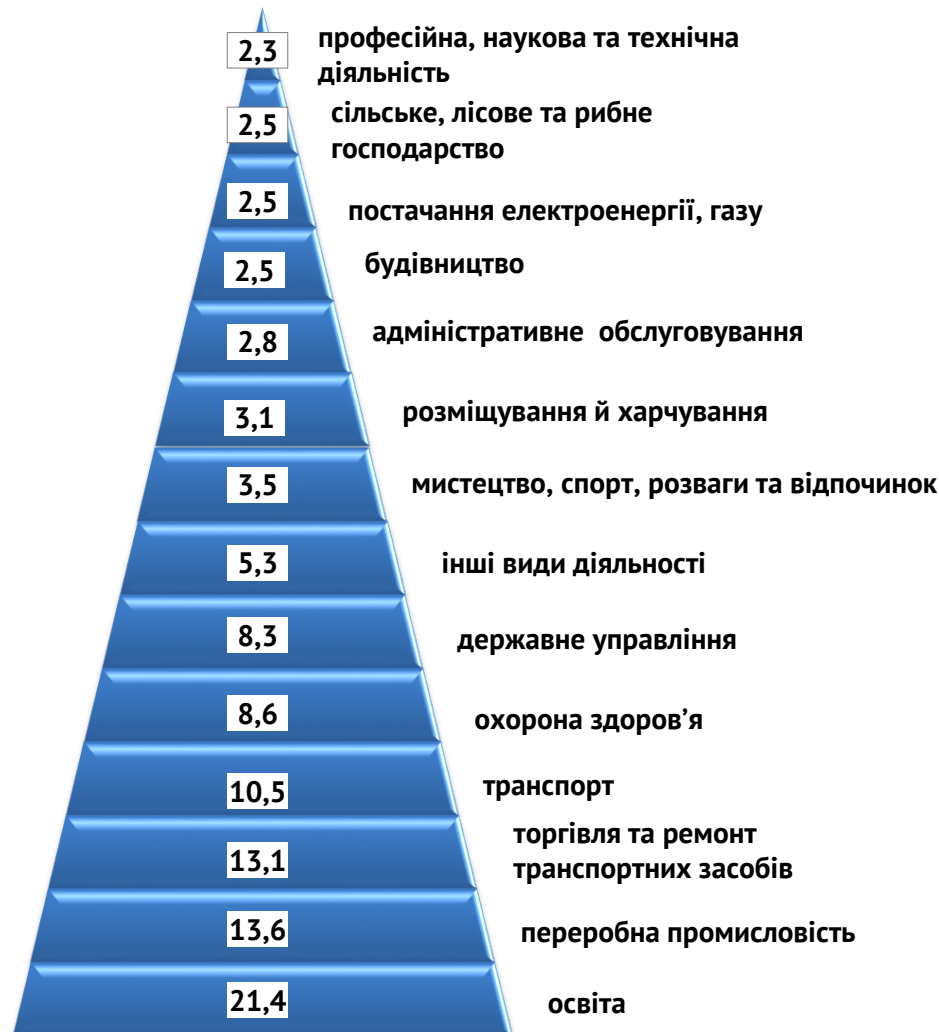 2,3
професійна, наукова та технічна
діяльність
2,5
сільське, лісове та рибне
господарство
2,5
постачання електроенергії, газу
2,5
будівництво
2,8
адміністративне обслуговування
3,1
розміщування й харчування
3,5
мистецтво, спорт, розваги та відпочинок
5,3
інші види діяльності
8,3
державне управління
8,6
охорона здоров’я
10,5
транспорт
13,1
торгівля та ремонт
транспортних засобів
13,6
переробна промисловість
21,4
освіта